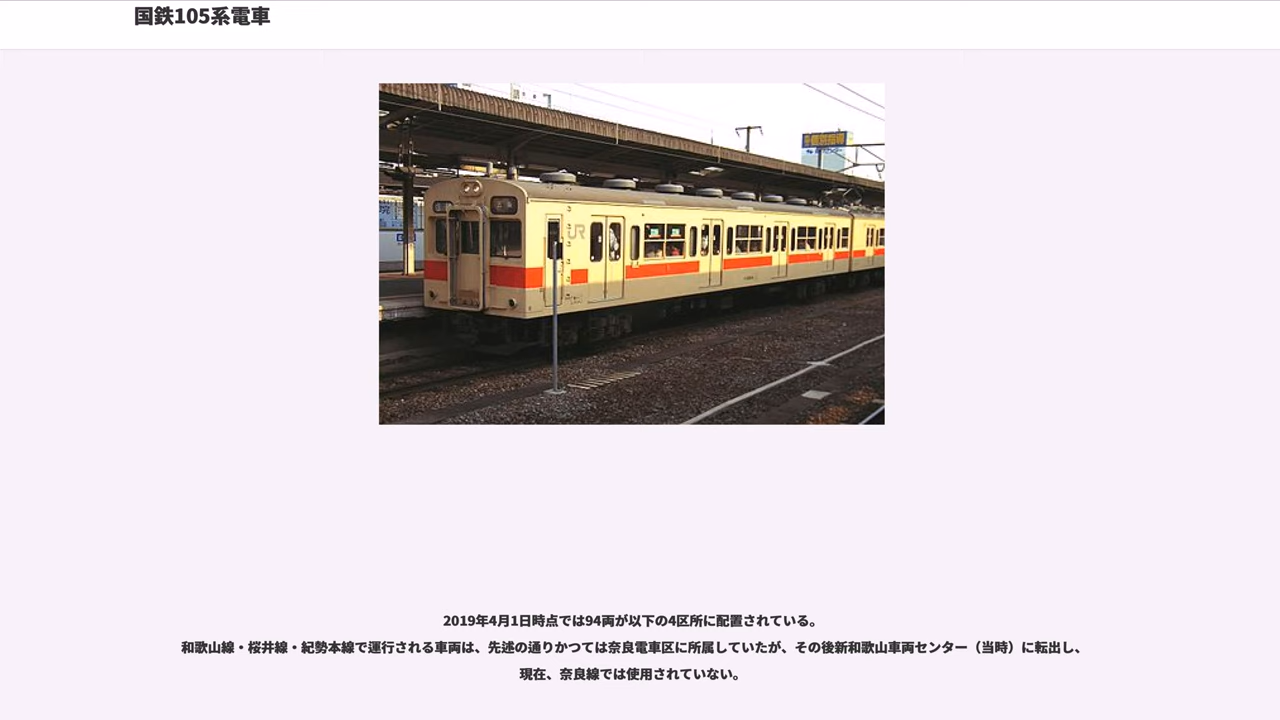 国鉄105系電車
JR
2019年4月1日時点では94両が以下の4区所に配置されている。
和歌山線・桜井線・紀勢本線で運行される車両は、先述の通りかつては奈良電車区に所属していたが、その後新和歌山車両センター（当時）に転出し、
現在、奈良線では使用されていない。